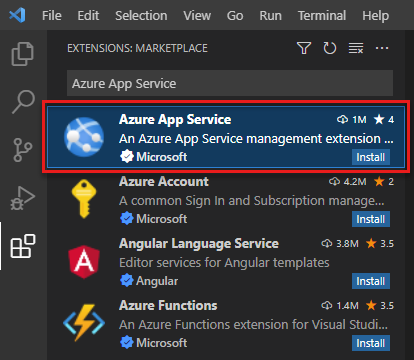 File Edit Selection View Go Run Terminal Help
EXTENSIONS: MARKETPLACE
Azure App Service
Azure App Service 1M 4
An Azure App Service management extension ...
Microsoft Install
Azure Account 4.2M 2
A common Sign In and Subscription manage...
Microsoft Install
Angular Language Service 3.8M 3.5
Editor services for Angular templates
Angular Install
Azure Functions 1.4M 3.5
An Azure Functions extension for Visual Studi...
Microsoft Install